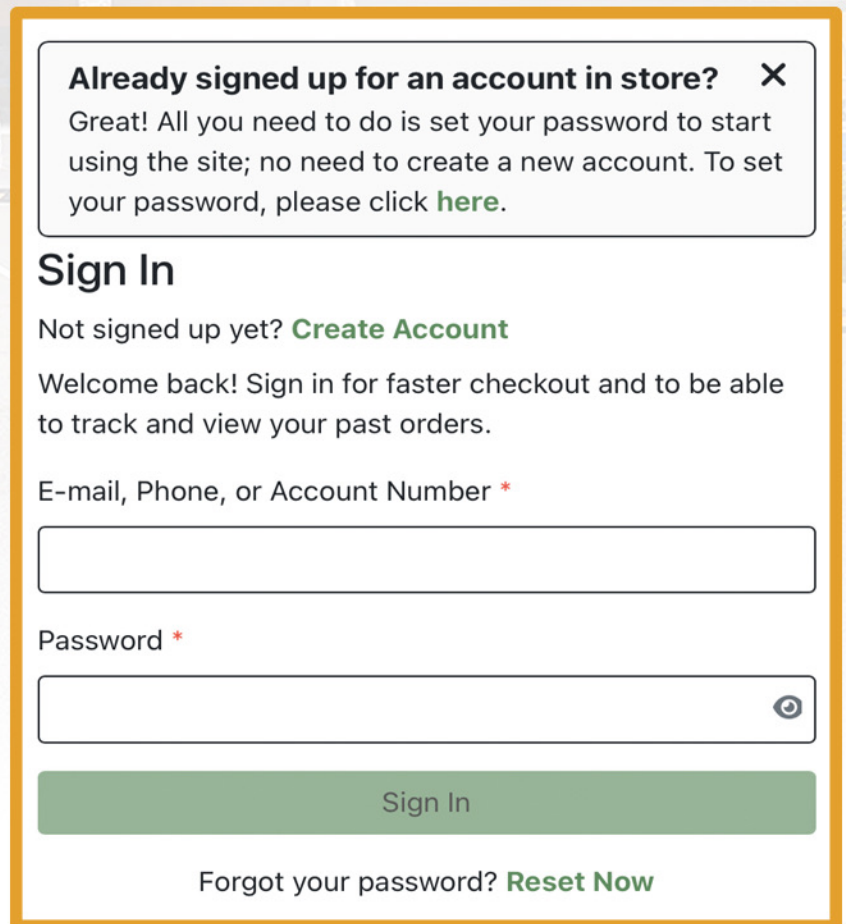 Already signed up for an account in store?
Great! All you need to do is set your password to start
using the site; no need to create a new account. To set
your password, please click here.
Sign In
Not signed up yet? Create Account
Welcome back! Sign in for faster checkout and to be able
to track and view your past orders.
E-mail, Phone, or Account Number *
Password *
Sign In
Forgot your password? Reset Now